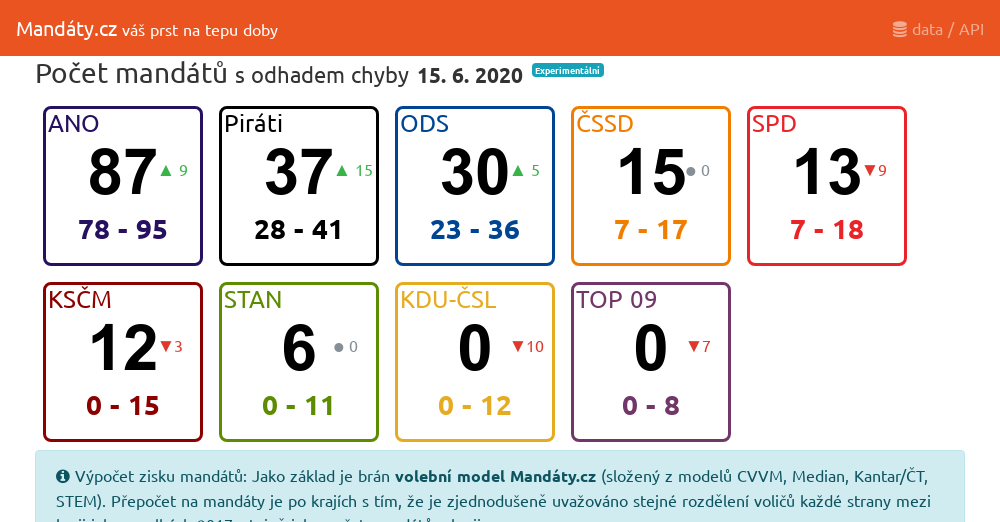 Mandáty.cz váš prst na tepu doby
data / API
Počet mandátů s odhadem chyby 15. 6. 2020 Experimentální
ANO
87 ▲ 9
78 - 95
Piráti
37 ▲ 15
28 - 41
ODS
30 ▲ 5
23 - 36
ČSSD
15 ● 0
7 - 17
SPD
13 ▼9
7 - 18
KSČM
12 ▼3
0 - 15
STAN
6 ● 0
0 - 11
KDU-ČSL
0 ▼10
0 - 12
TOP 09
0 ▼7
0 - 8
Výpočet zisku mandátů: Jako základ je brán volební model Mandáty.cz (složený z modelů CVVM, Median, Kantar/ČT,
STEM). Přepočet na mandáty je po krajích s tím, že je zjednodušeně uvažováno stejné rozdělení voličů každé strany mezi